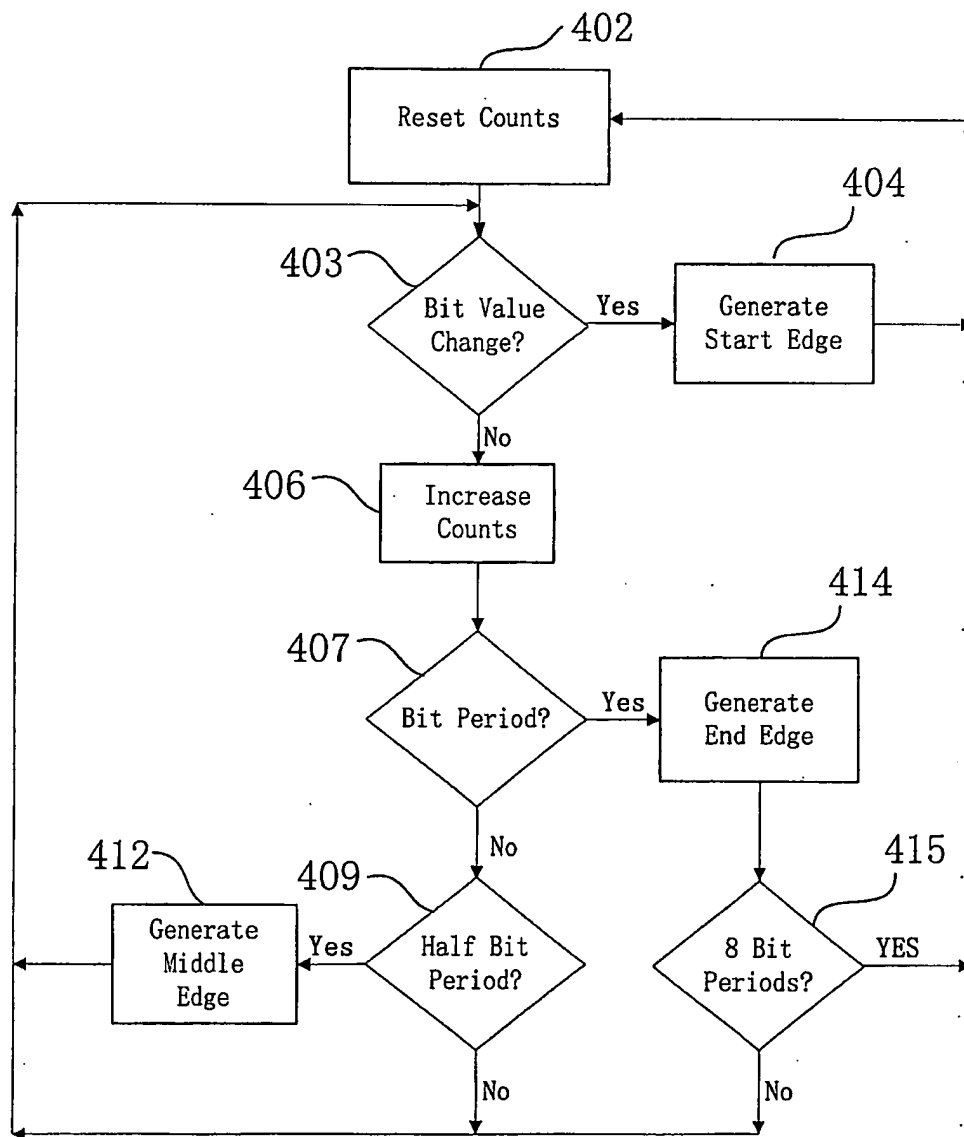 402
Reset Counts
404
403
Bit Value
Change?
Yes
Generate
Start Edge
No
406
Increase
Counts
414
407
Bit Period?
Yes
Generate
End Edge
No
412
409
415
Generate
Middle
Edge
Yes
Half Bit
Period?
8 Bit
Periods?
YES
No
No